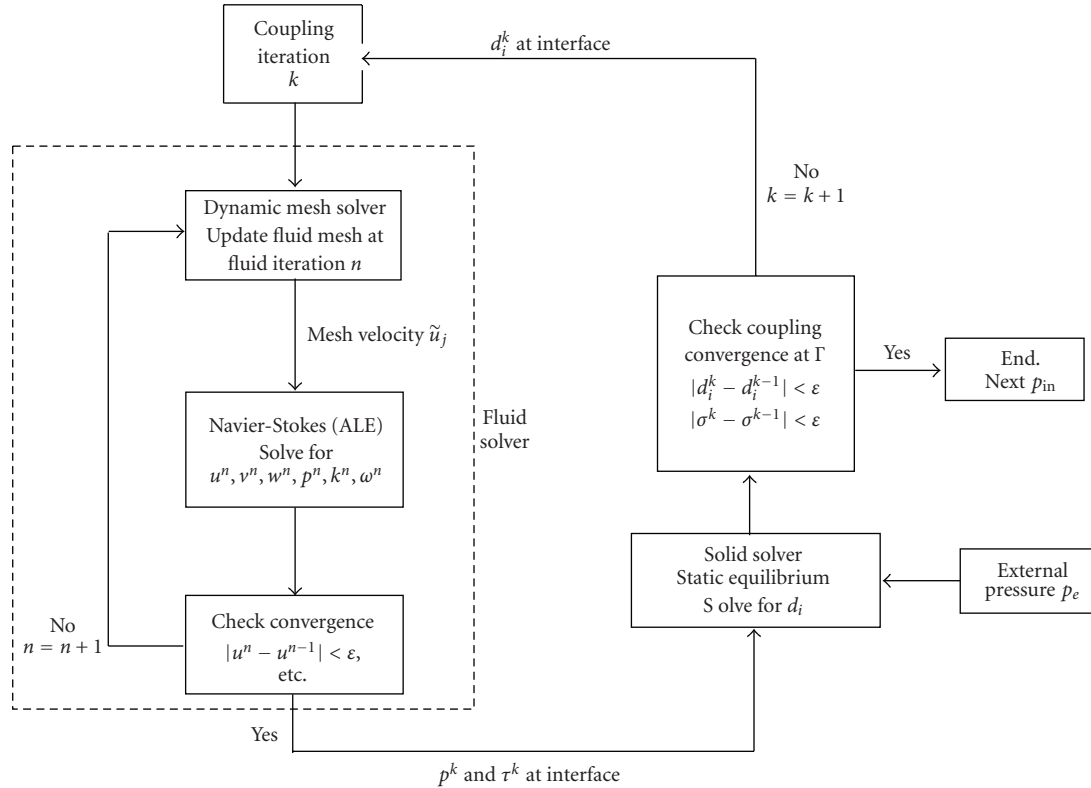 Coupling
iteration
k
d_i^k at interface
Dynamic mesh solver
Update fluid mesh at
fluid iteration n
Mesh velocity ũ_j
Navier-Stokes (ALE)
Solve for
u^n, v^n, w^n, p^n, k^n, ω^n
Fluid
solver
No
n = n + 1
Check convergence
|u^n − u^{n−1}| < ε,
etc.
Yes
p^k and τ^k at interface
No
k = k + 1
Check coupling
convergence at Γ
|d_i^k − d_i^{k−1}| < ε
|σ^k − σ^{k−1}| < ε
Yes
End.
Next p_in
Solid solver
Static equilibrium
S olve for d_i
External
pressure p_e